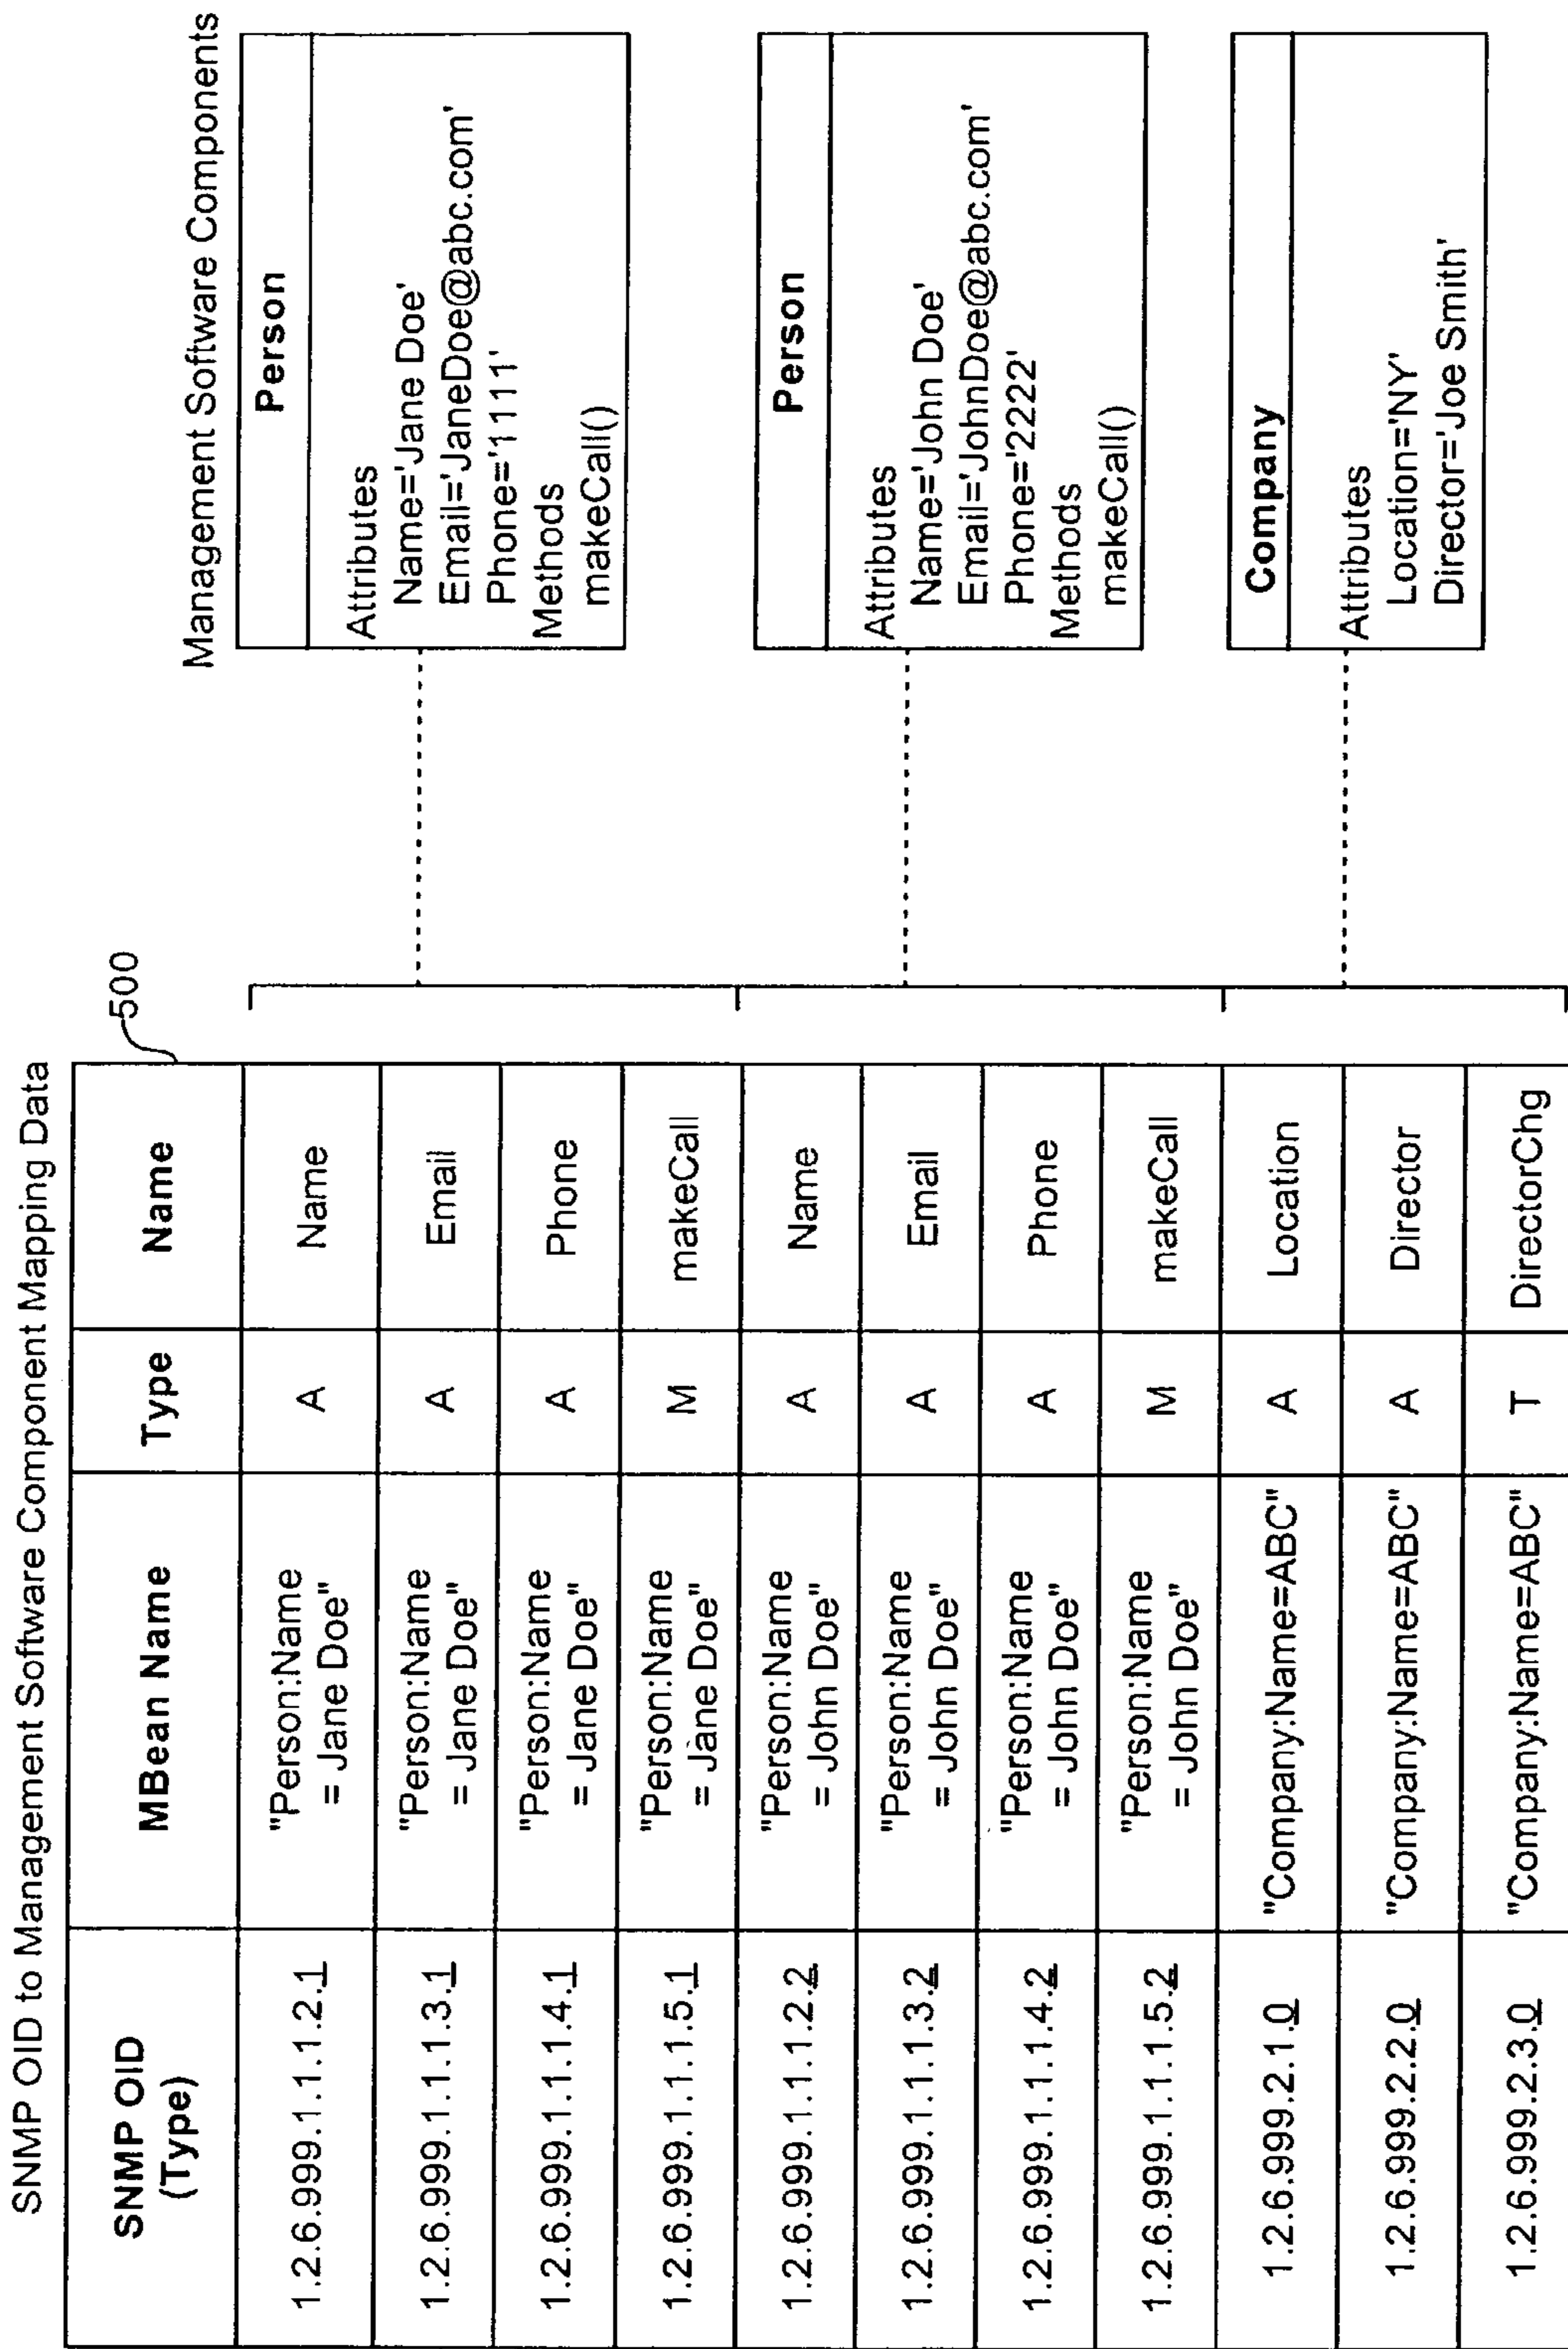 SNMP OID to Management Software Component Mapping Data
500
SNMP OID
(Type)
MBean Name
Type
Name
1.2.6.999.1.1.1.2.1
"Person:Name
= Jane Doe"
A
Name
1.2.6.999.1.1.1.3.1
"Person:Name
= Jane Doe"
A
Email
1.2.6.999.1.1.1.4.1
"Person:Name
= Jane Doe"
A
Phone
1.2.6.999.1.1.1.5.1
"Person:Name
= Jane Doe"
M
makeCall
1.2.6.999.1.1.1.2.2
"Person:Name
= John Doe"
A
Name
1.2.6.999.1.1.1.3.2
"Person:Name
= John Doe"
A
Email
1.2.6.999.1.1.1.4.2
"Person:Name
= John Doe"
A
Phone
1.2.6.999.1.1.1.5.2
"Person:Name
= John Doe"
M
makeCall
1.2.6.999.2.1.0
"Company:Name=ABC"
A
Location
1.2.6.999.2.2.0
"Company:Name=ABC"
A
Director
1.2.6.999.2.3.0
"Company:Name=ABC"
T
DirectorChg
Management Software Components
Person
Attributes
Name='Jane Doe'
Email='JaneDoe@abc.com'
Phone='1111'
Methods
makeCall()
Person
Attributes
Name='John Doe'
Email='JohnDoe@abc.com'
Phone='2222'
Methods
makeCall()
Company
Attributes
Location='NY'
Director='Joe Smith'